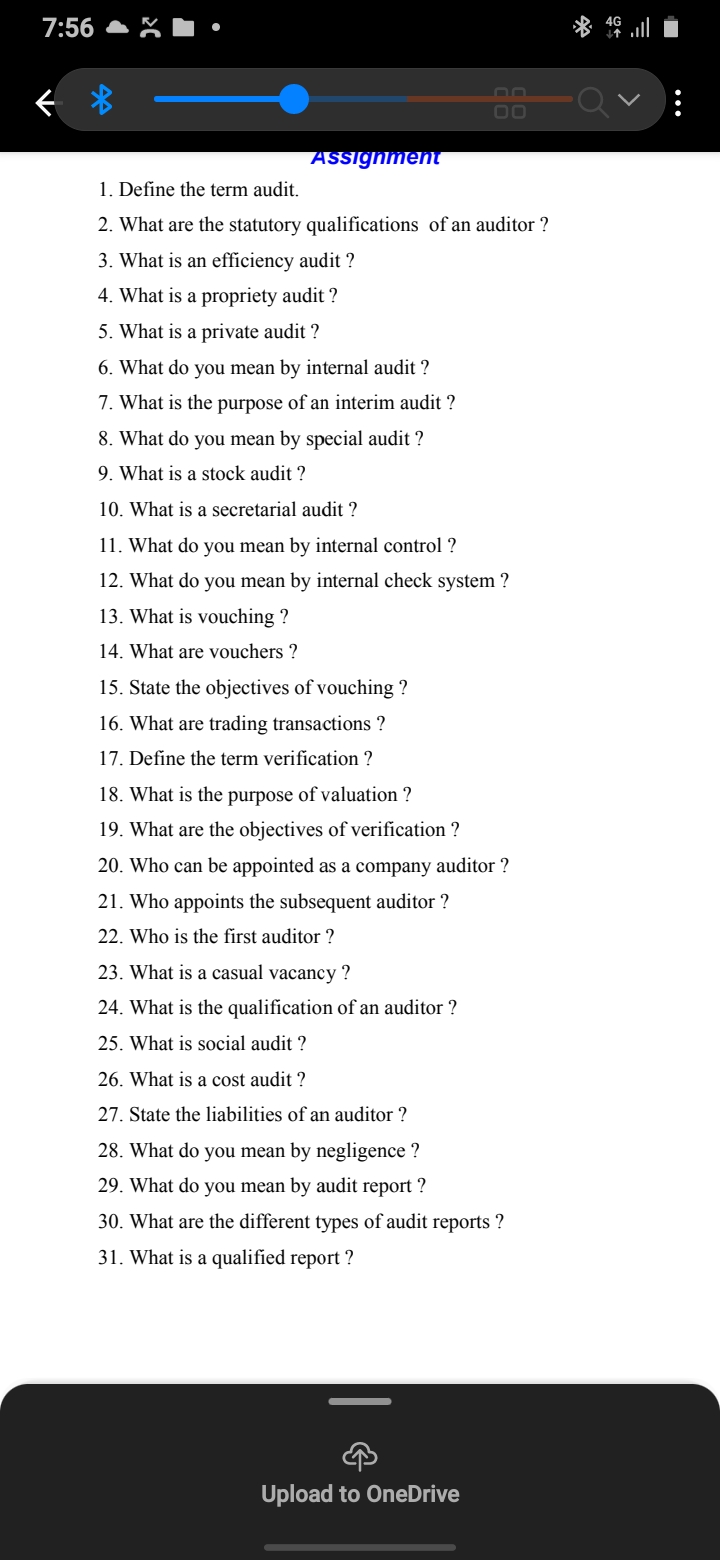 7:56
4G
Assignment
1. Define the term audit.
2. What are the statutory qualifications of an auditor ?
3. What is an efficiency audit ?
4. What is a propriety audit ?
5. What is a private audit ?
6. What do you mean by internal audit ?
7. What is the purpose of an interim audit ?
8. What do you mean by special audit ?
9. What is a stock audit ?
10. What is a secretarial audit ?
11. What do you mean by internal control ?
12. What do you mean by internal check system ?
13. What is vouching ?
14. What are vouchers ?
15. State the objectives of vouching ?
16. What are trading transactions ?
17. Define the term verification ?
18. What is the purpose of valuation ?
19. What are the objectives of verification ?
20. Who can be appointed as a company auditor ?
21. Who appoints the subsequent auditor ?
22. Who is the first auditor ?
23. What is a casual vacancy ?
24. What is the qualification of an auditor ?
25. What is social audit ?
26. What is a cost audit ?
27. State the liabilities of an auditor ?
28. What do you mean by negligence ?
29. What do you mean by audit report ?
30. What are the different types of audit reports ?
31. What is a qualified report ?
Upload to OneDrive